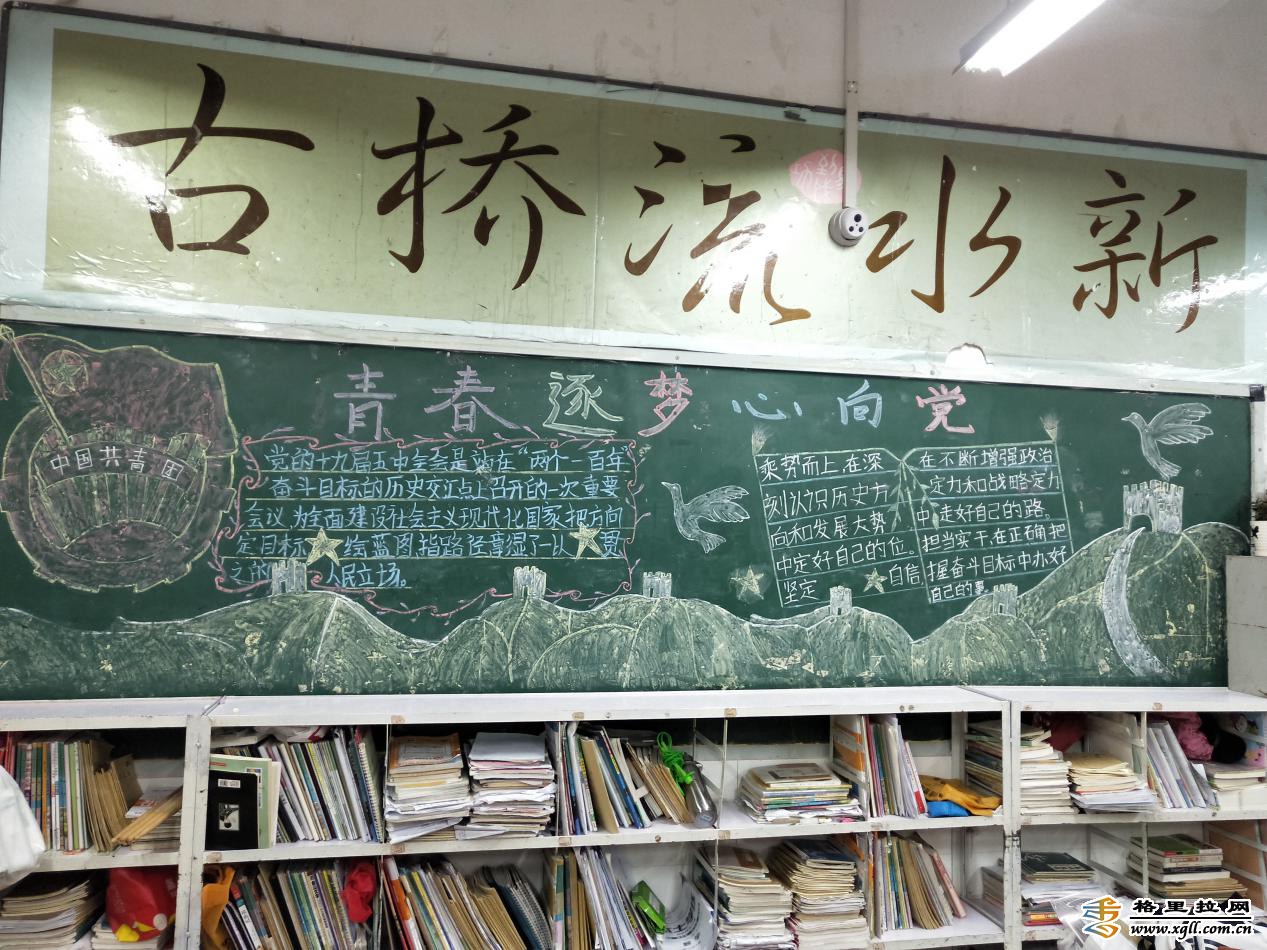 古桥流水新
青春逐梦心向党
中国共青团
党的十九届五中全会是站在“两个一百年
奋斗目标的历史交汇点上召开的一次重要
会议,为全面建设社会主义现代化国家把方向
定目标 绘蓝图,指路径,彰显了一以 贯
之的 人民立场。
乘势而上,在深
刻认识历史方
向和发展大势
中定好自己的位。
坚定 自信
在不断增强政治
定力和战略定力
中,走好自己的路,
担当实干,在正确把
握奋斗目标中办好
自己的事。
格里拉网
www.xgll.com.cn